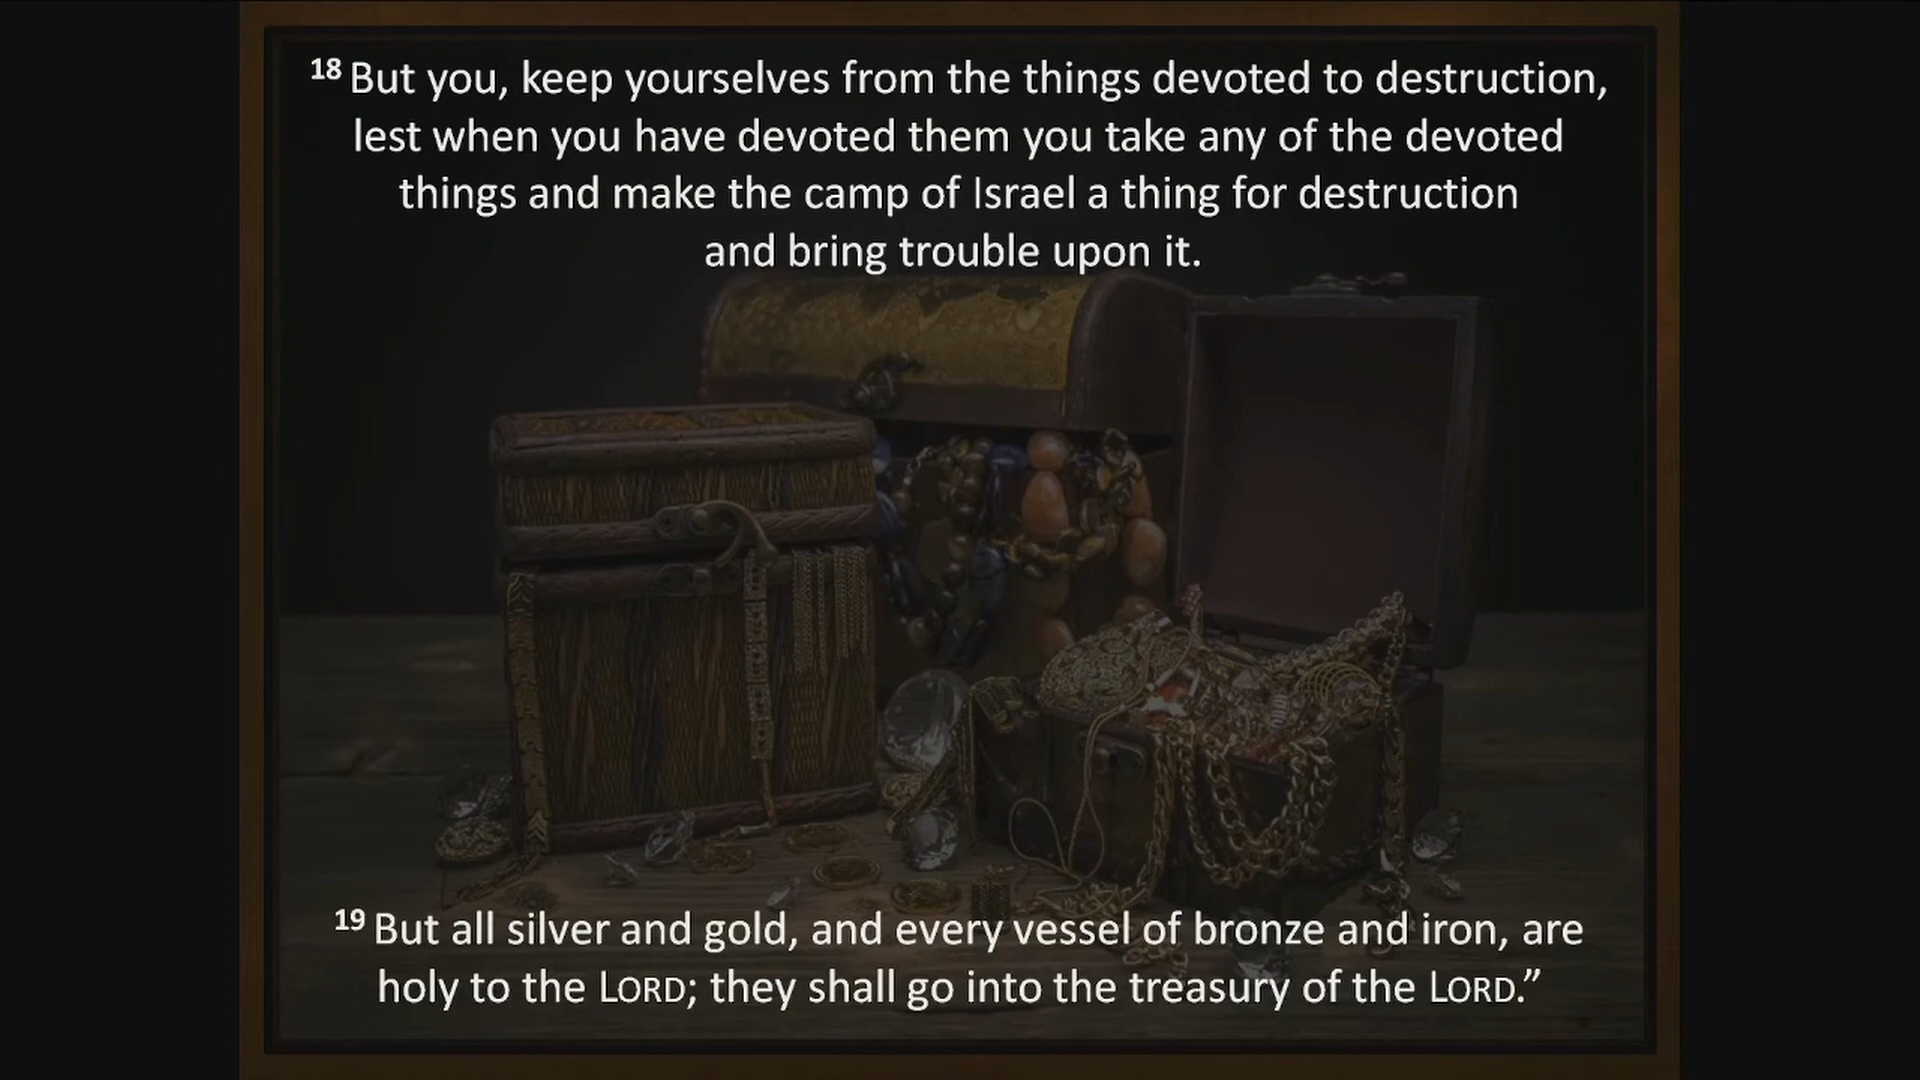 18 But you, keep yourselves from the things devoted to destruction,
lest when you have devoted them you take any of the devoted
things and make the camp of Israel a thing for destruction
and bring trouble upon it.
19 But all silver and gold, and every vessel of bronze and iron, are
holy to the LORD; they shall go into the treasury of the LORD.”